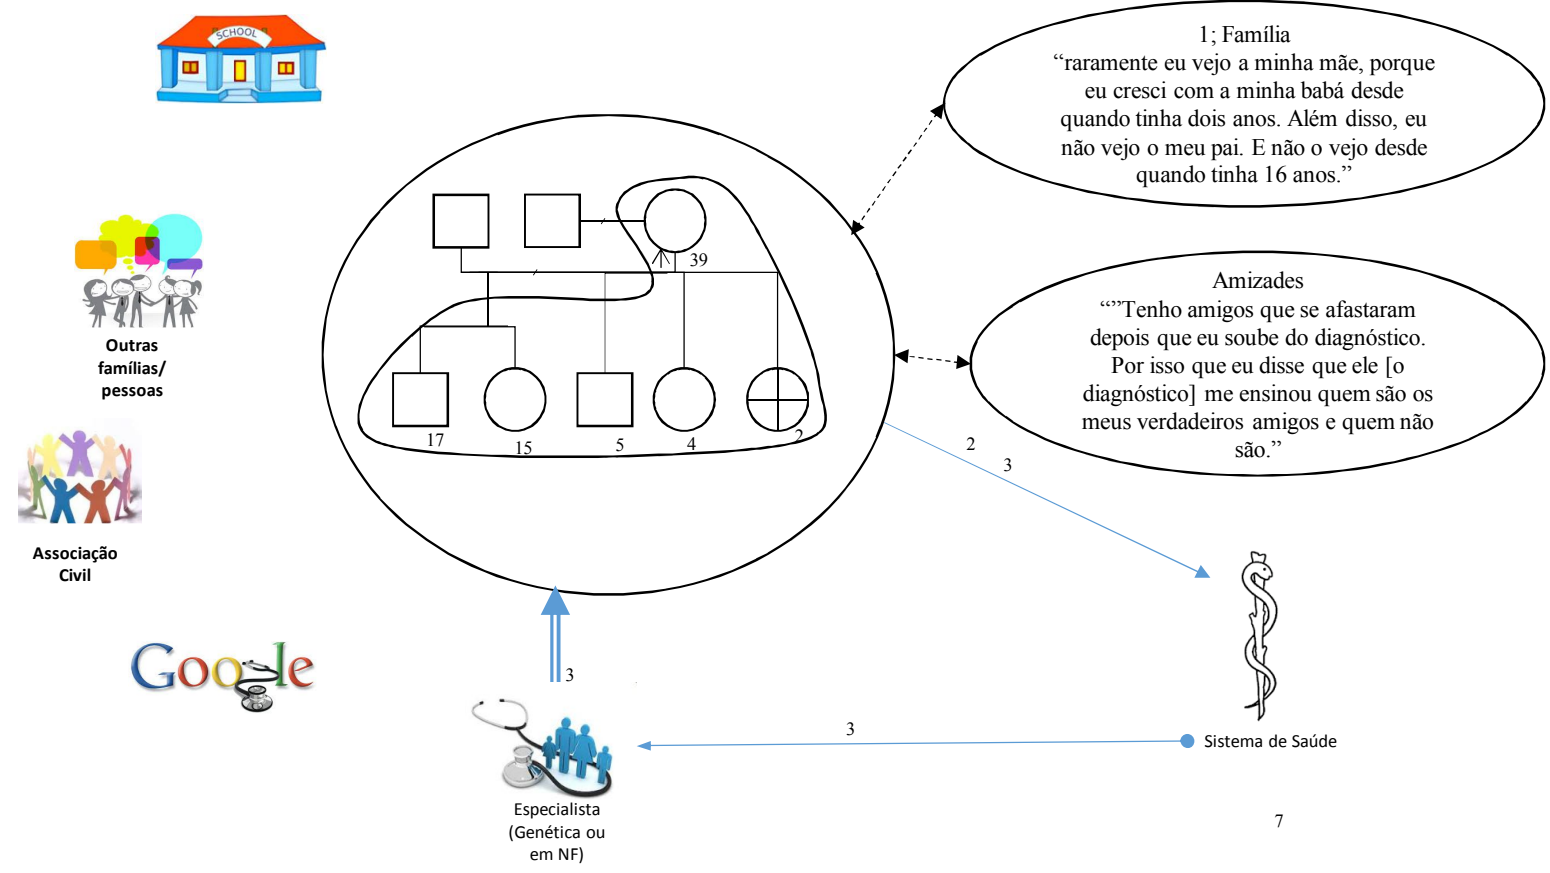 SCHOOL
1; Família
“raramente eu vejo a minha mãe, porque
eu cresci com a minha babá desde
quando tinha dois anos. Além disso, eu
não vejo o meu pai. E não o vejo desde
quando tinha 16 anos.”
39
Amizades
“”Tenho amigos que se afastaram
depois que eu soube do diagnóstico.
Por isso que eu disse que ele [o
diagnóstico] me ensinou quem são os
meus verdadeiros amigos e quem não
são.”
Outras
famílias/
pessoas
17
15
5
4
2
2
3
Associação
Civil
Google
3
3
Sistema de Saúde
Especialista
(Genética ou
em NF)
7